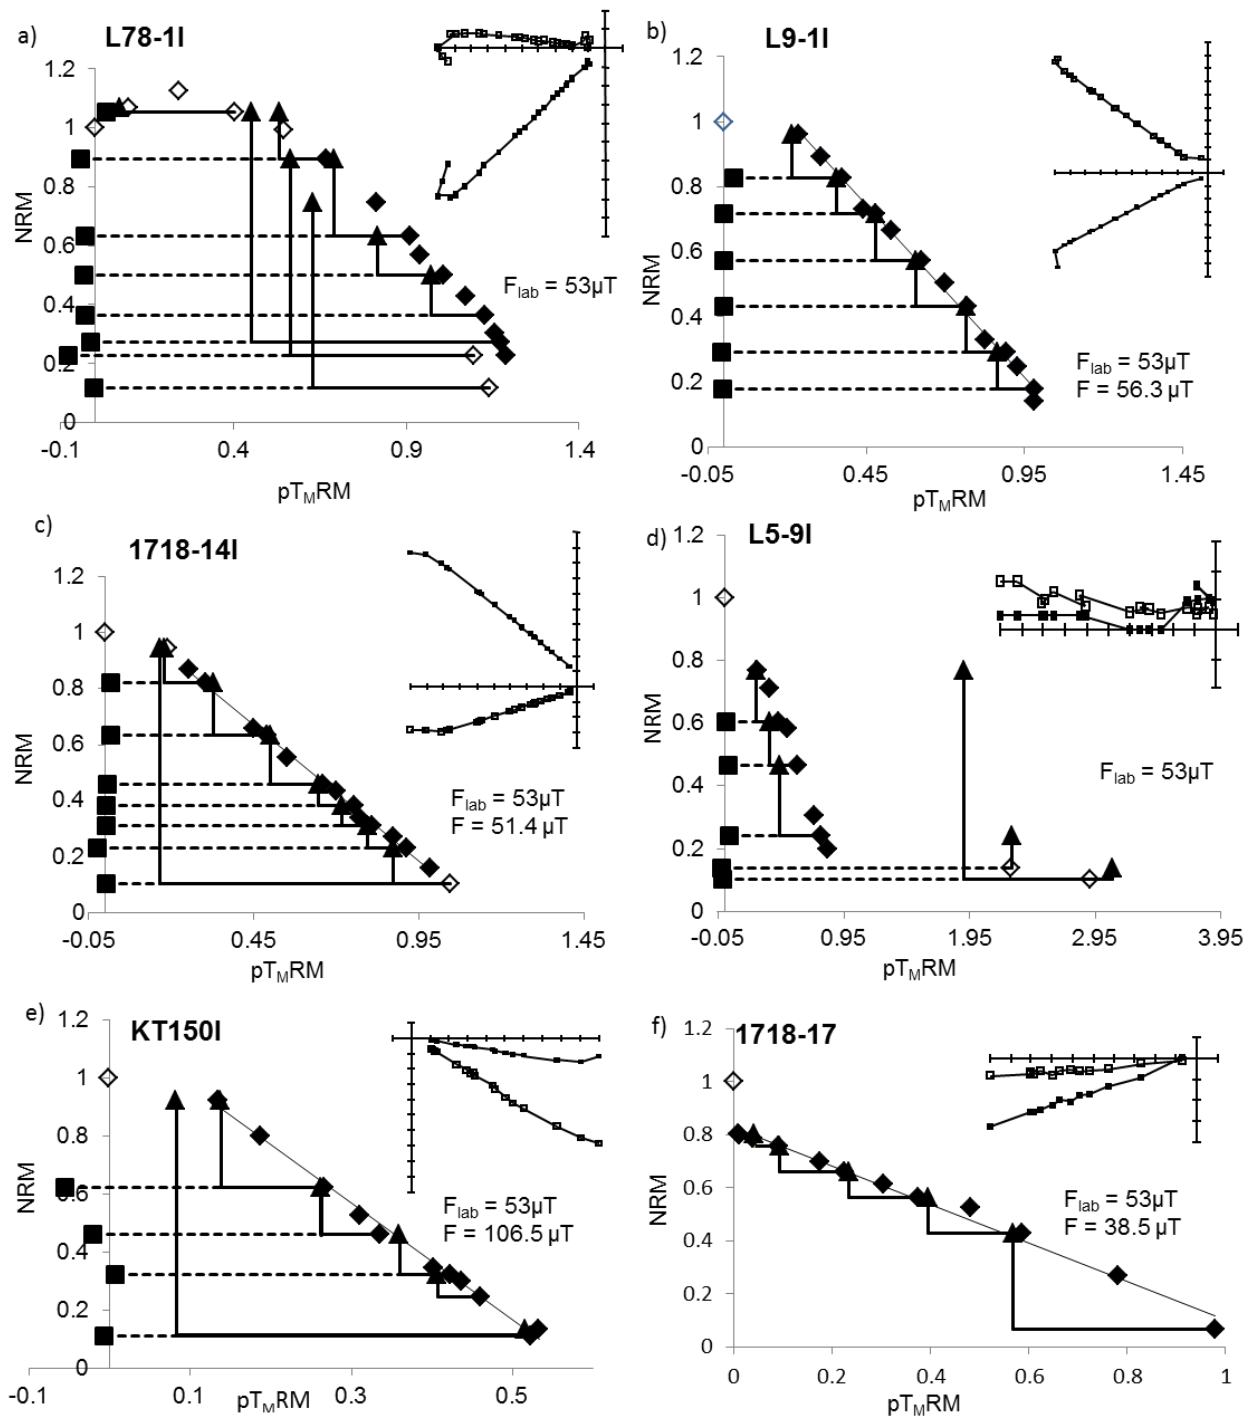 a)
L78-1I
NRM
1.2
1
0.8
0.6
0.4
0.2
0
-0.1
0.4
0.9
1.4
pT_MRM
F_lab = 53µT
b)
L9-1I
NRM
1.2
1
0.8
0.6
0.4
0.2
0
-0.05
0.45
0.95
1.45
pT_MRM
F_lab = 53µT
F = 56.3 µT
c)
1718-14I
NRM
1.2
1
0.8
0.6
0.4
0.2
0
-0.05
0.45
0.95
1.45
pT_MRM
F_lab = 53µT
F = 51.4 µT
d)
L5-9I
NRM
1.2
1
0.8
0.6
0.4
0.2
0
-0.05
0.95
1.95
2.95
3.95
pT_MRM
F_lab = 53µT
e)
KT150I
NRM
1.2
1
0.8
0.6
0.4
0.2
0
-0.1
0.1
0.3
0.5
pT_MRM
F_lab = 53µT
F = 106.5 µT
f)
1718-17
NRM
1.2
1
0.8
0.6
0.4
0.2
0
0
0.2
0.4
0.6
0.8
1
pT_MRM
F_lab = 53µT
F = 38.5 µT